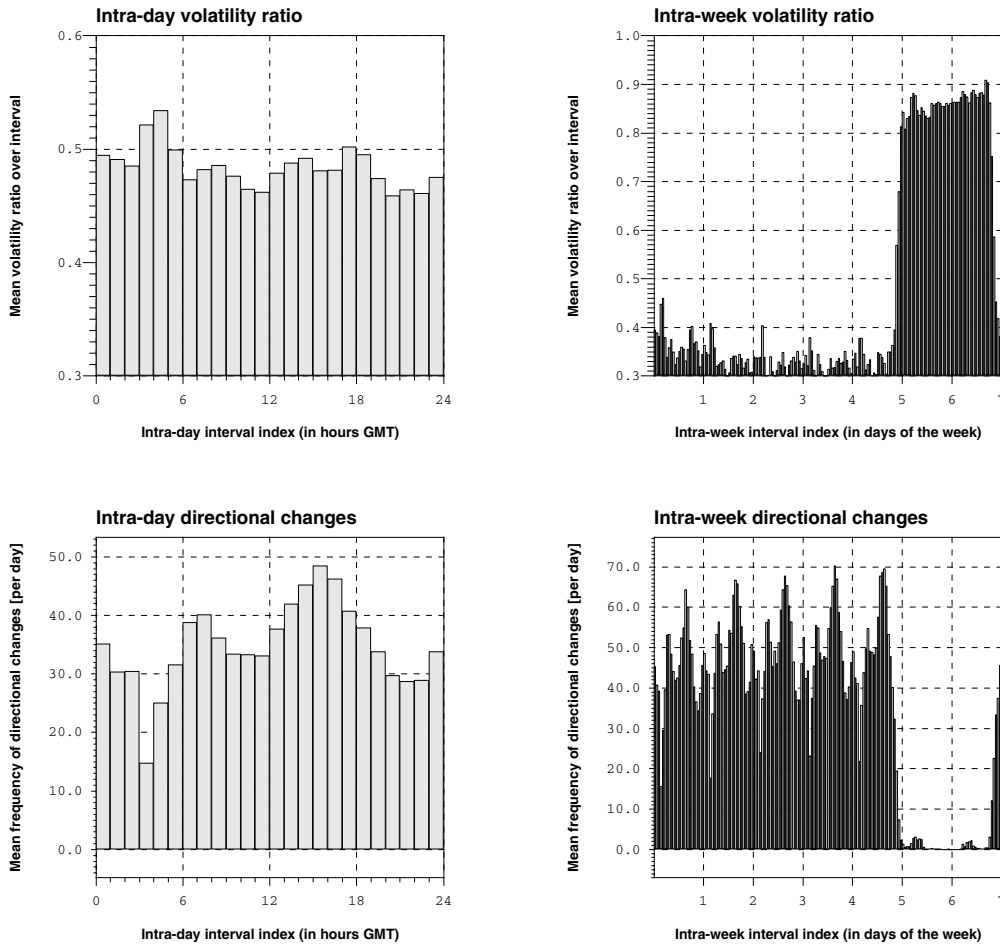 Intra-day volatility ratio
0.6
0.5
0.4
0.3
Mean volatility ratio over interval
0 6 12 18 24
Intra-day interval index (in hours GMT)
Intra-week volatility ratio
1.0
0.9
0.8
0.7
0.6
0.5
0.4
0.3
Mean volatility ratio over interval
1 2 3 4 5 6 7
Intra-week interval index (in days of the week)
Intra-day directional changes
50.0
40.0
30.0
20.0
10.0
0.0
Mean frequency of directional changes [per day]
0 6 12 18 24
Intra-day interval index (in hours GMT)
Intra-week directional changes
70.0
60.0
50.0
40.0
30.0
20.0
10.0
0.0
Mean frequency of directional changes [per day]
1 2 3 4 5 6 7
Intra-week interval index (in days of the week)